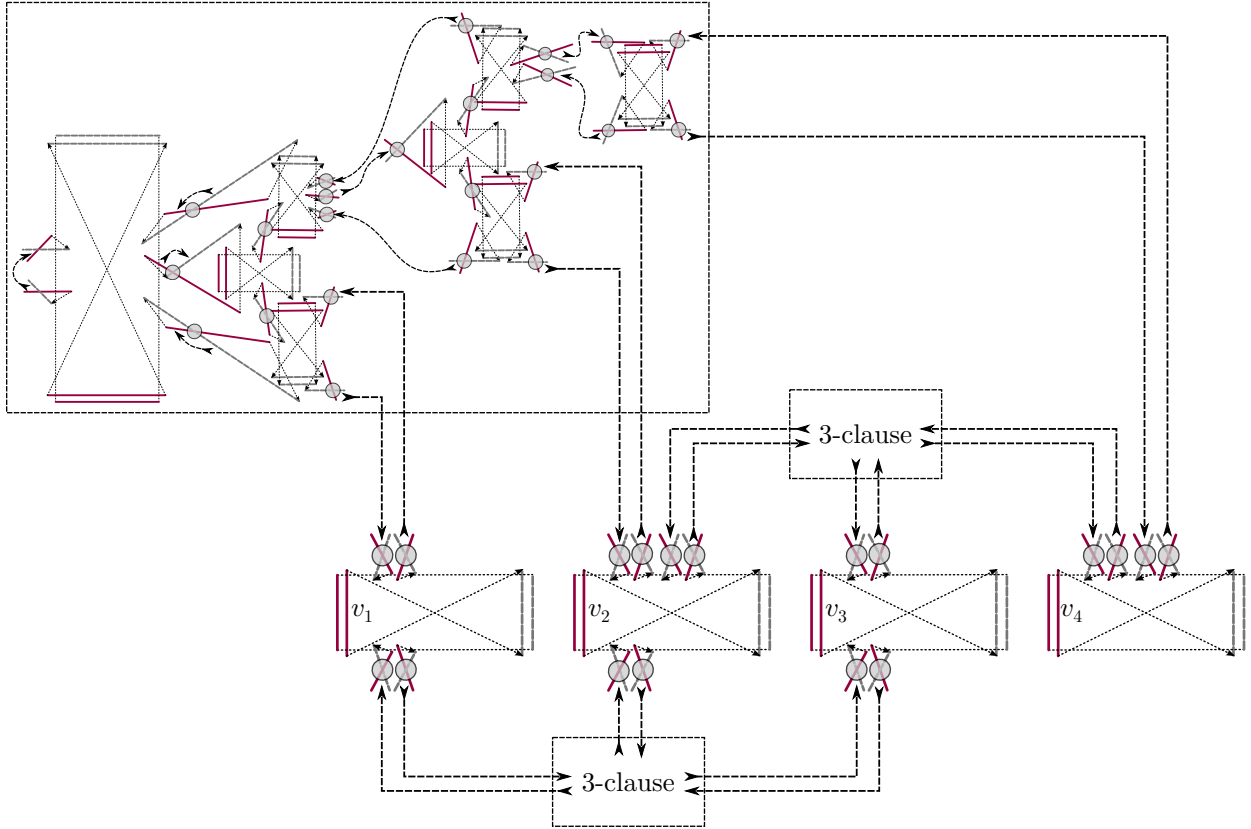 3-clause
v₁
v₂
v₃
v₄
3-clause